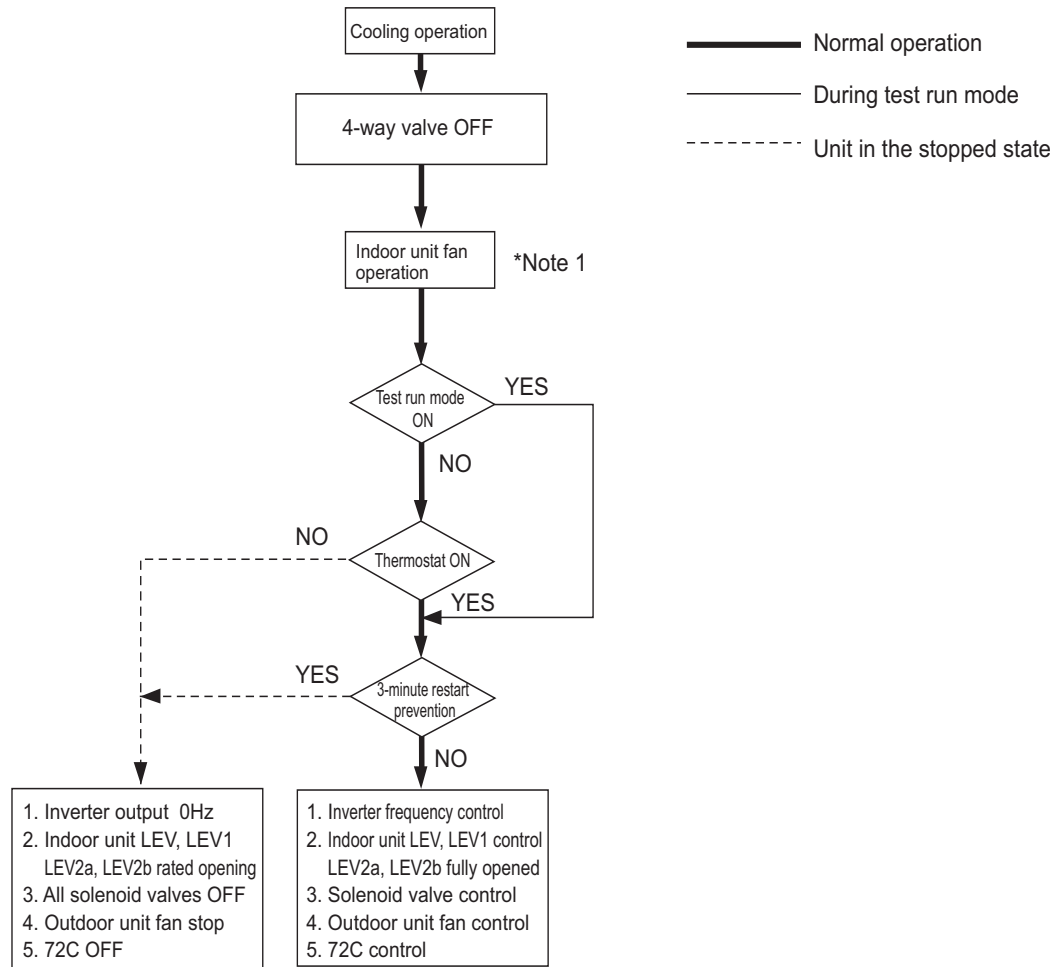 Cooling operation
Normal operation
During test run mode
4-way valve OFF
Unit in the stopped state
Indoor unit fan
operation
*Note 1
Test run mode
ON
YES
NO
NO
Thermostat ON
YES
YES
3-minute restart
prevention
NO
1. Inverter output 0Hz
2. Indoor unit LEV, LEV1
LEV2a, LEV2b rated opening
3. All solenoid valves OFF
4. Outdoor unit fan stop
5. 72C OFF
1. Inverter frequency control
2. Indoor unit LEV, LEV1 control
LEV2a, LEV2b fully opened
3. Solenoid valve control
4. Outdoor unit fan control
5. 72C control